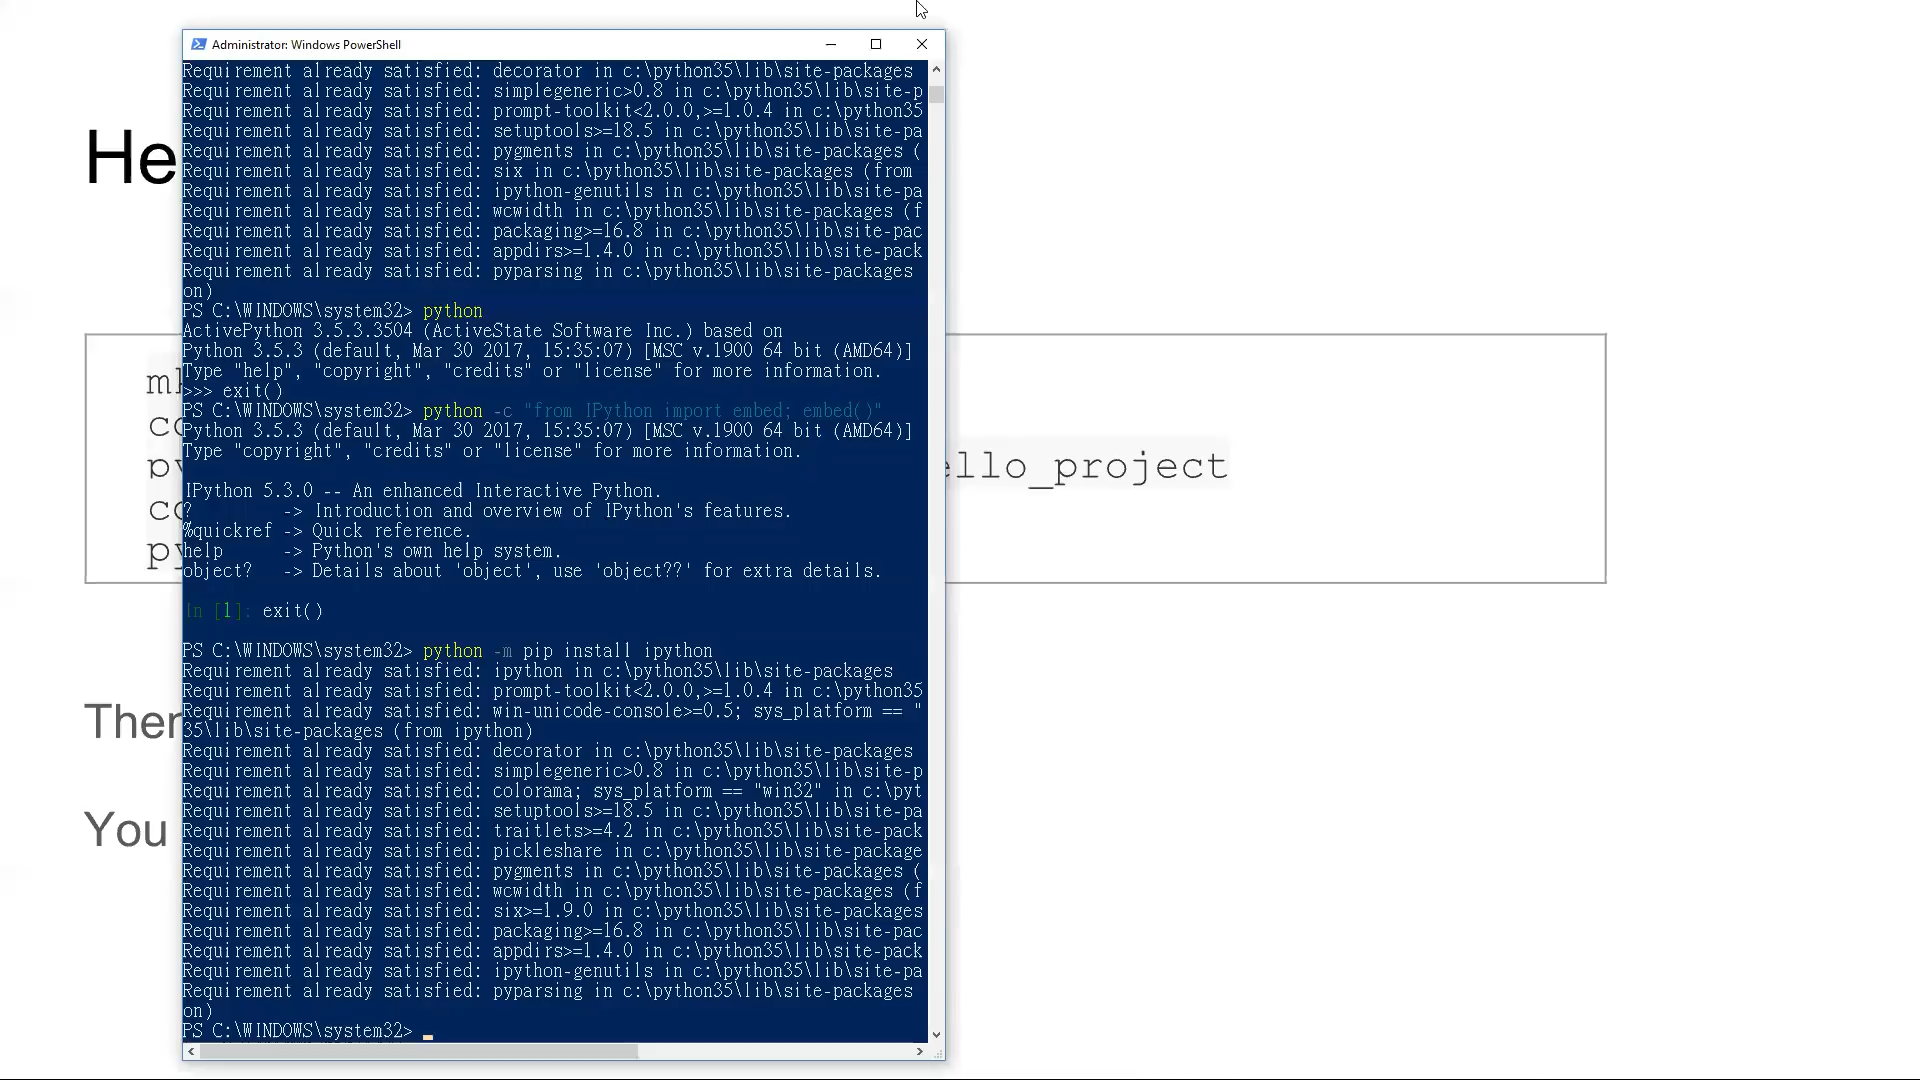 Administrator: Windows PowerShell
Requirement already satisfied: decorator in c:\python35\lib\site-packages
Requirement already satisfied: simplegeneric>0.8 in c:\python35\lib\site-p
Requirement already satisfied: prompt-toolkit<2.0.0,>=1.0.4 in c:\python35
Requirement already satisfied: setuptools>=18.5 in c:\python35\lib\site-pa
Requirement already satisfied: pygments in c:\python35\lib\site-packages (
Requirement already satisfied: six in c:\python35\lib\site-packages (from
Requirement already satisfied: ipython-genutils in c:\python35\lib\site-pa
Requirement already satisfied: wcwidth in c:\python35\lib\site-packages (f
Requirement already satisfied: packaging>=16.8 in c:\python35\lib\site-pac
Requirement already satisfied: appdirs>=1.4.0 in c:\python35\lib\site-pack
Requirement already satisfied: pyparsing in c:\python35\lib\site-packages
on)
PS C:\WINDOWS\system32> python
ActivePython 3.5.3.3504 (ActiveState Software Inc.) based on
Python 3.5.3 (default, Mar 30 2017, 15:35:07) [MSC v.1900 64 bit (AMD64)]
Type "help", "copyright", "credits" or "license" for more information.
>>> exit()
PS C:\WINDOWS\system32> python -c "from IPython import embed; embed()"
Python 3.5.3 (default, Mar 30 2017, 15:35:07) [MSC v.1900 64 bit (AMD64)]
Type "copyright", "credits" or "license" for more information.
IPython 5.3.0 -- An enhanced Interactive Python.
? -> Introduction and overview of IPython's features.
%quickref -> Quick reference.
help -> Python's own help system.
object? -> Details about 'object', use 'object??' for extra details.
In [1]: exit()
PS C:\WINDOWS\system32> python -m pip install ipython
Requirement already satisfied: ipython in c:\python35\lib\site-packages
Requirement already satisfied: prompt-toolkit<2.0.0,>=1.0.4 in c:\python35
Requirement already satisfied: win-unicode-console>=0.5; sys_platform == "
35\lib\site-packages (from ipython)
Requirement already satisfied: decorator in c:\python35\lib\site-packages
Requirement already satisfied: simplegeneric>0.8 in c:\python35\lib\site-p
Requirement already satisfied: colorama; sys_platform == "win32" in c:\pyt
Requirement already satisfied: setuptools>=18.5 in c:\python35\lib\site-pa
Requirement already satisfied: traitlets>=4.2 in c:\python35\lib\site-pack
Requirement already satisfied: pickleshare in c:\python35\lib\site-package
Requirement already satisfied: pygments in c:\python35\lib\site-packages (
Requirement already satisfied: wcwidth in c:\python35\lib\site-packages (f
Requirement already satisfied: six>=1.9.0 in c:\python35\lib\site-packages
Requirement already satisfied: packaging>=16.8 in c:\python35\lib\site-pac
Requirement already satisfied: appdirs>=1.4.0 in c:\python35\lib\site-pack
Requirement already satisfied: ipython-genutils in c:\python35\lib\site-pa
Requirement already satisfied: pyparsing in c:\python35\lib\site-packages
on)
PS C:\WINDOWS\system32>
He
ello_project
Then
You